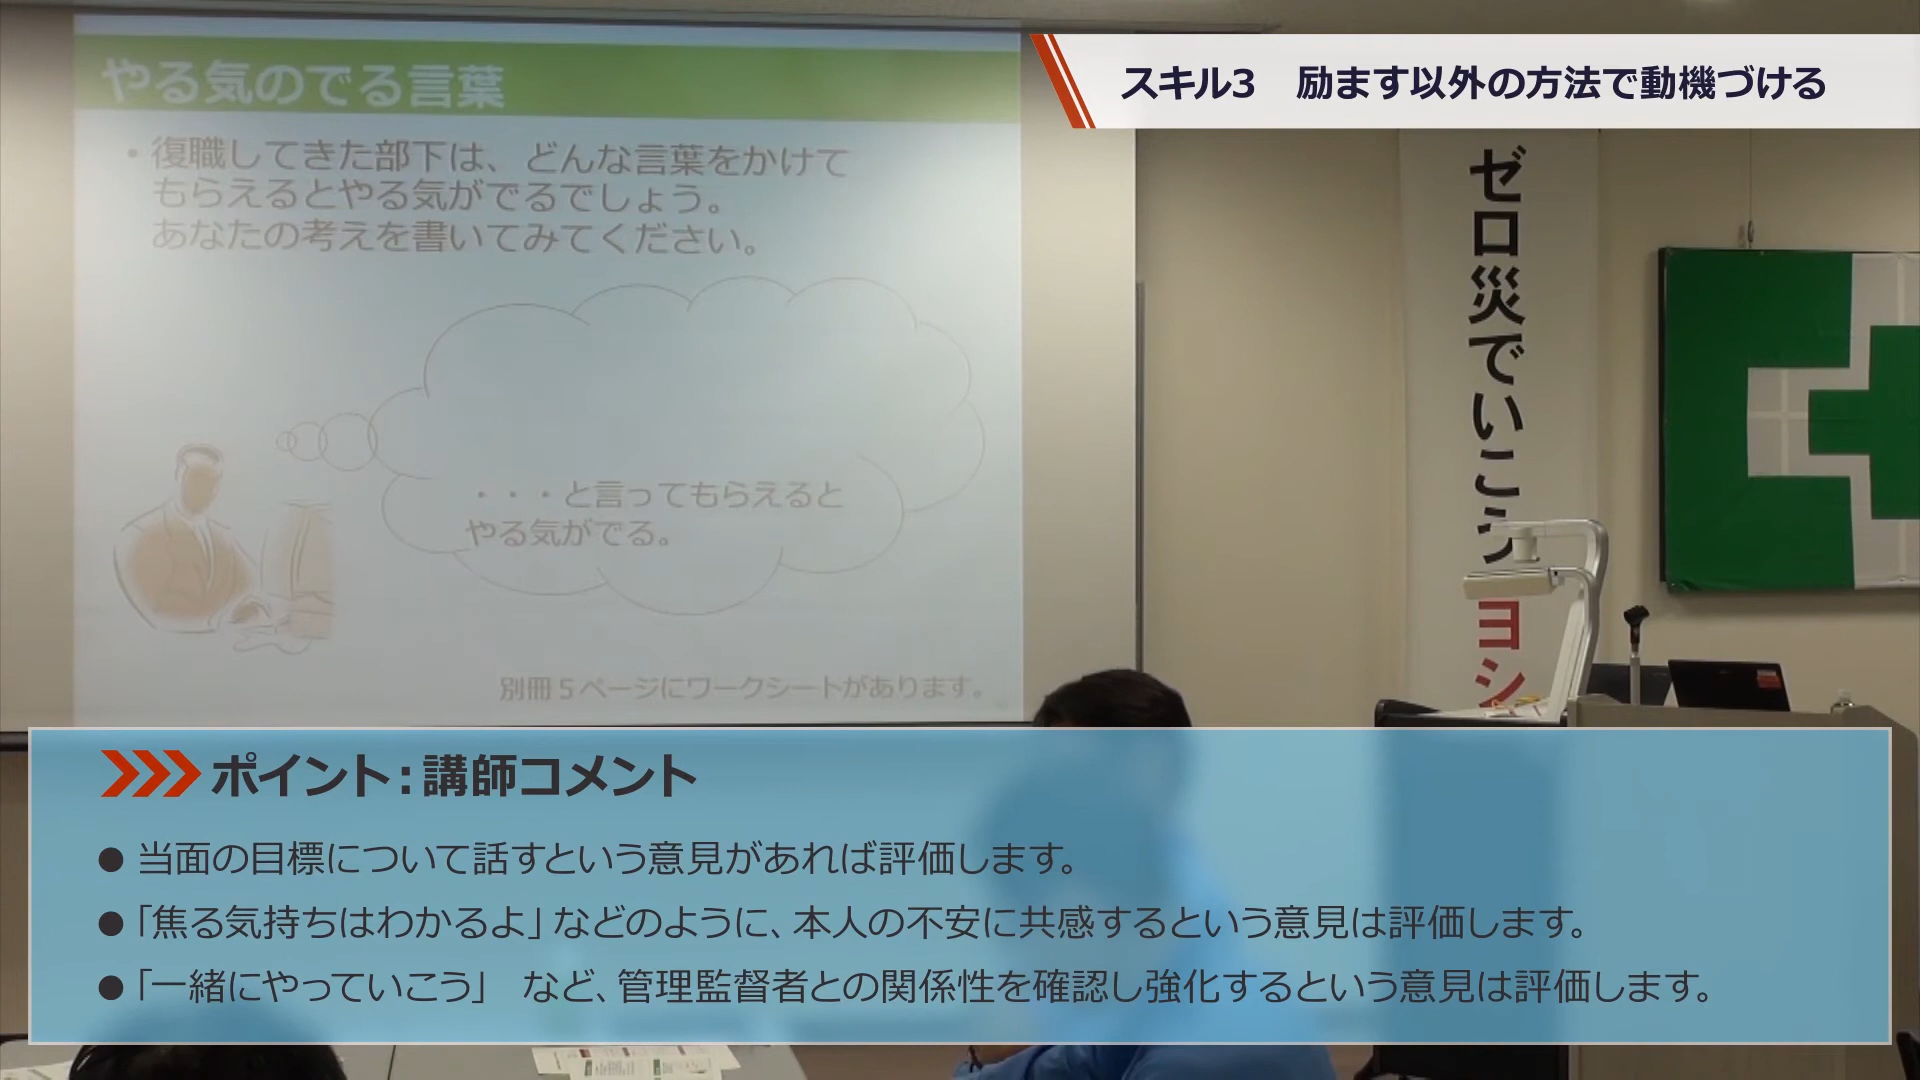 やる気のでる言葉
・復職してきた部下は、どんな言葉をかけて
もらえるとやる気がでるでしょう。
あなたの考えを書いてみてください。
・・・と言ってもらえると
やる気がでる。
別冊５ページにワークシートがあります。
スキル3　励ます以外の方法で動機づける
ゼロ災でいこう ヨシ
ポイント：講師コメント
● 当面の目標について話すという意見があれば評価します。
● 「焦る気持ちはわかるよ」などのように、本人の不安に共感するという意見は評価します。
● 「一緒にやっていこう」　など、管理監督者との関係性を確認し強化するという意見は評価します。